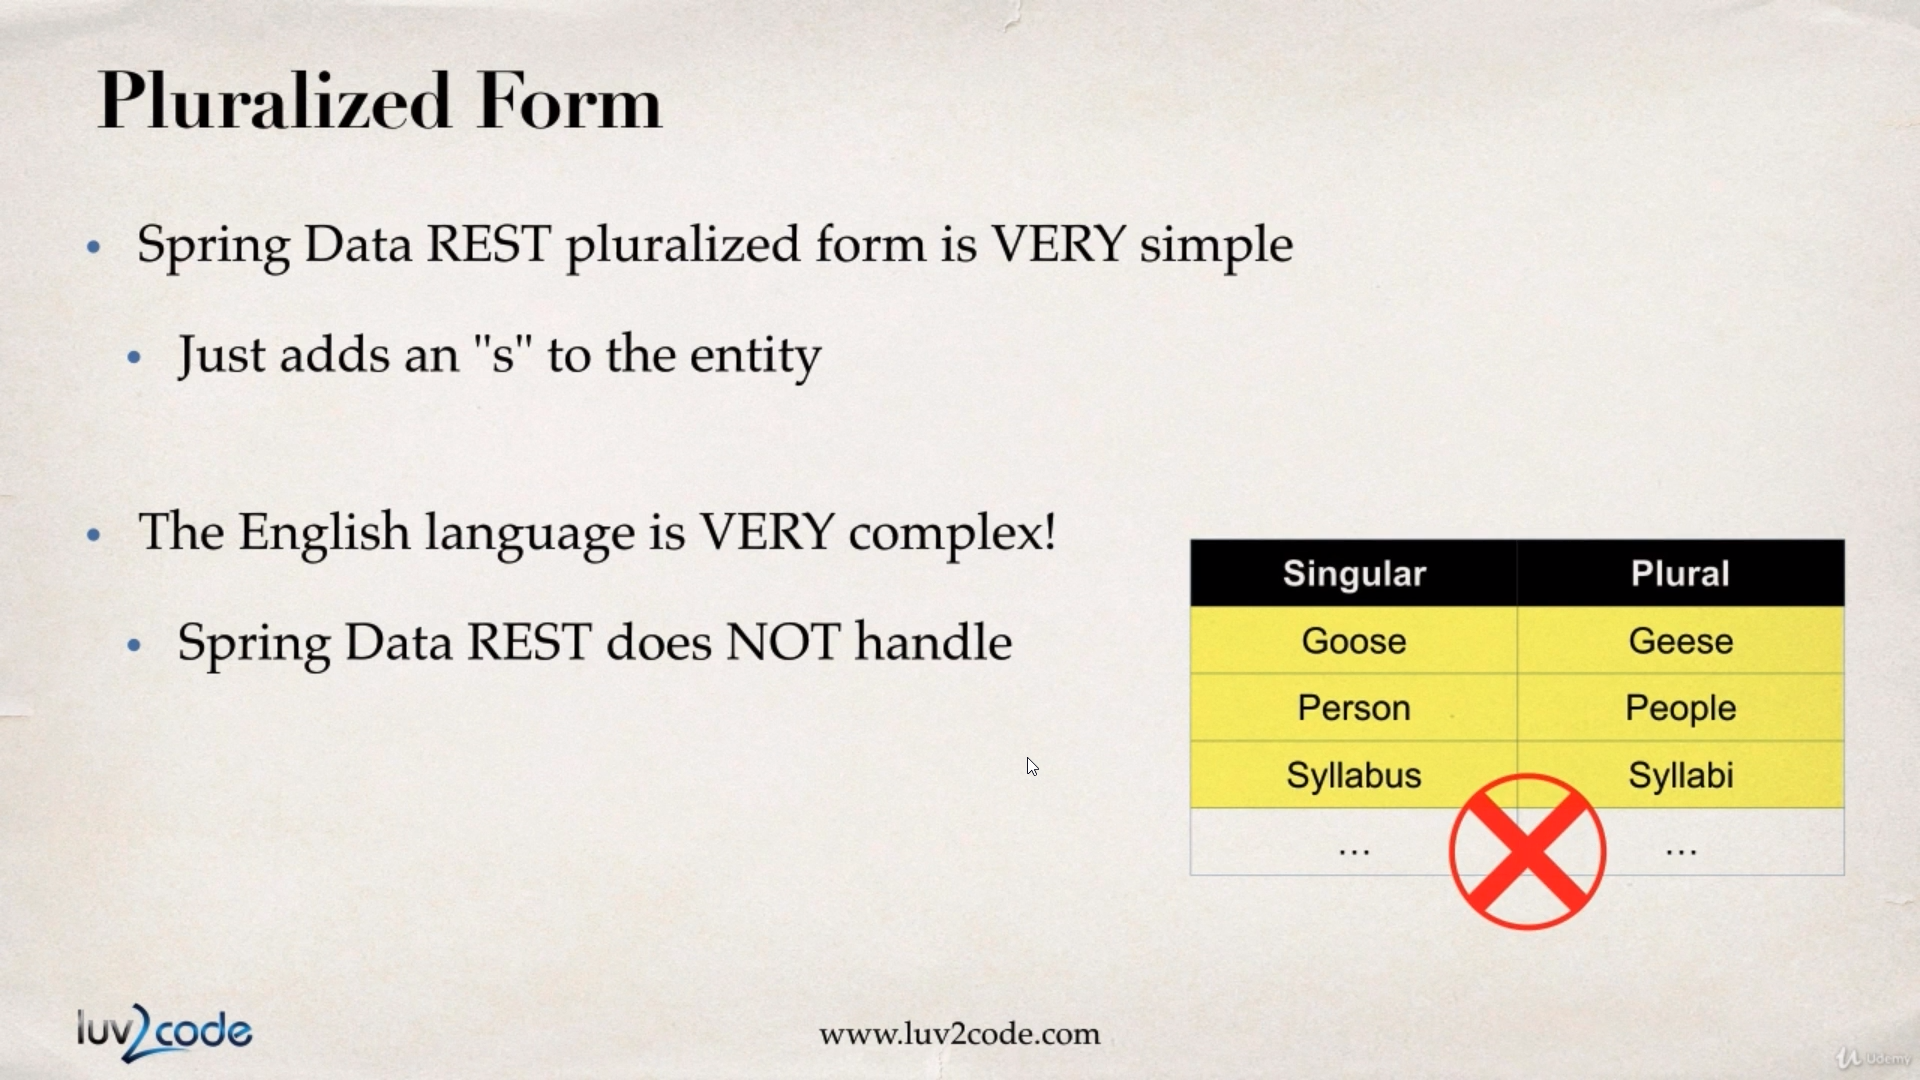 Pluralized Form
• Spring Data REST pluralized form is VERY simple
• Just adds an "s" to the entity
• The English language is VERY complex!
• Spring Data REST does NOT handle
Singular Plural
Goose Geese
Person People
Syllabus Syllabi
... ...
luv2code
www.luv2code.com
Udemy